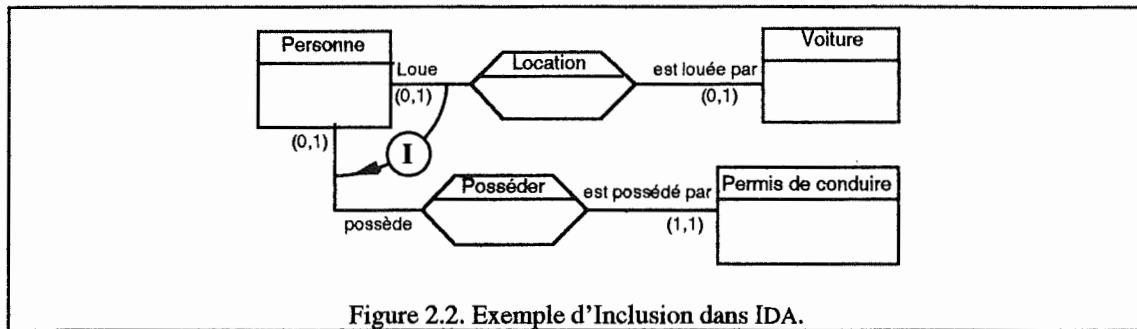 Personne
Voiture
Loue
Location
est louée par
(0,1)
(0,1)
(0,1)
I
Posséder
est possédé par
Permis de conduire
possède
(1,1)
Figure 2.2. Exemple d'Inclusion dans IDA.